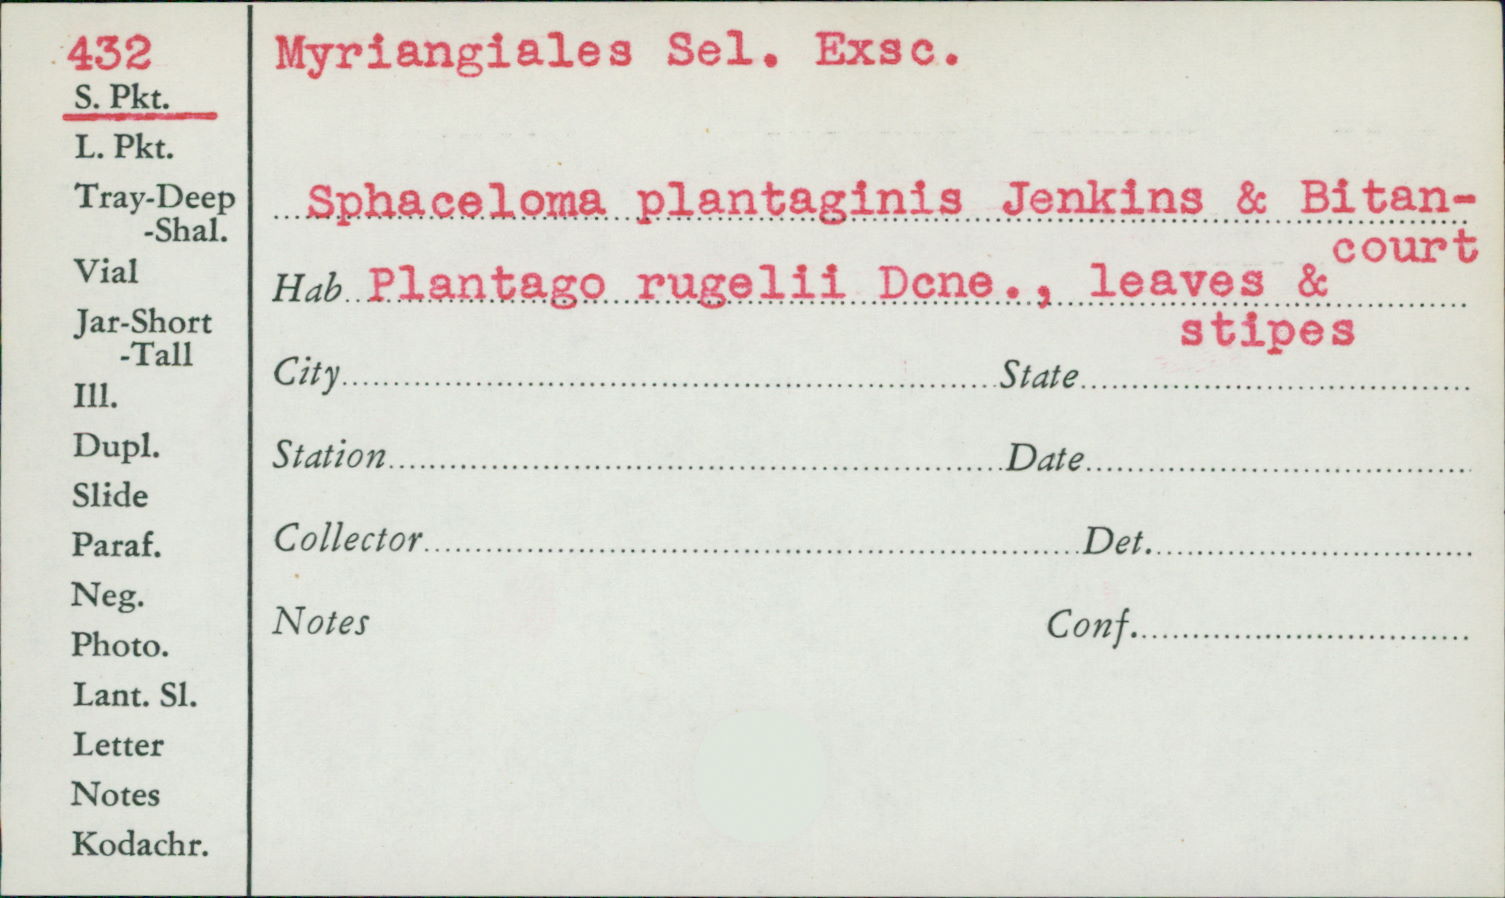 432
S. Pkt.
L. Pkt.
Tray-Deep
-Shal.
Vial
Jar-Short
-Tall
Ill.
Dupl.
Slide
Paraf.
Neg.
Photo.
Lant. Sl.
Letter
Notes
Kodachr.
Myriangiales Sel. Exsc.
Sphaceloma plantaginis Jenkins & Bitan-
court
Hab. Plantago rugelii Dcne., leaves &
stipes
City State
Station Date
Collector Det.
Notes Conf.